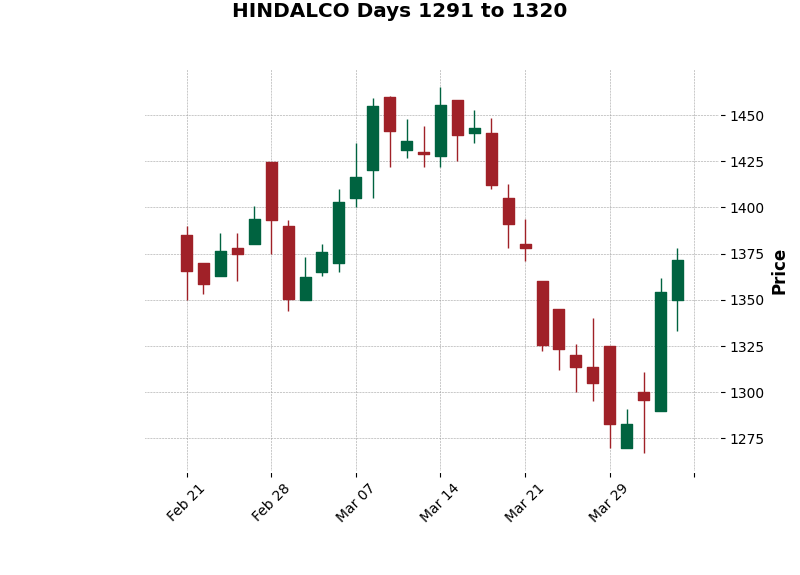 HINDALCO Days 1291 to 1320
1450
1425
1400
1375
1350
1325
1300
1275
Price
Feb 21
Feb 28
Mar 07
Mar 14
Mar 21
Mar 29